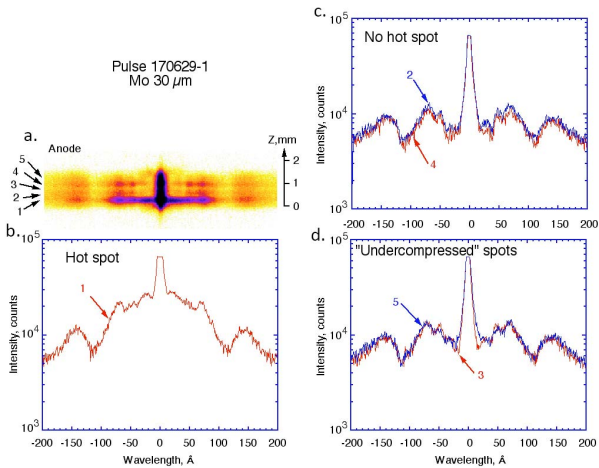 Pulse 170629-1
Mo 30 µm
a.
Anode
Z,mm
5
4
3
2
1
2
1
0
b.
Hot spot
1
Intensity, counts
10^5
10^4
10^3
-200 -150 -100 -50 0 50 100 150 200
Wavelength, Å
c.
No hot spot
2
4
Intensity, counts
10^5
10^4
10^3
-200 -150 -100 -50 0 50 100 150 200
d.
"Undercompressed" spots
5
3
Intensity, counts
10^5
10^4
10^3
-200 -150 -100 -50 0 50 100 150 200
Wavelength, Å